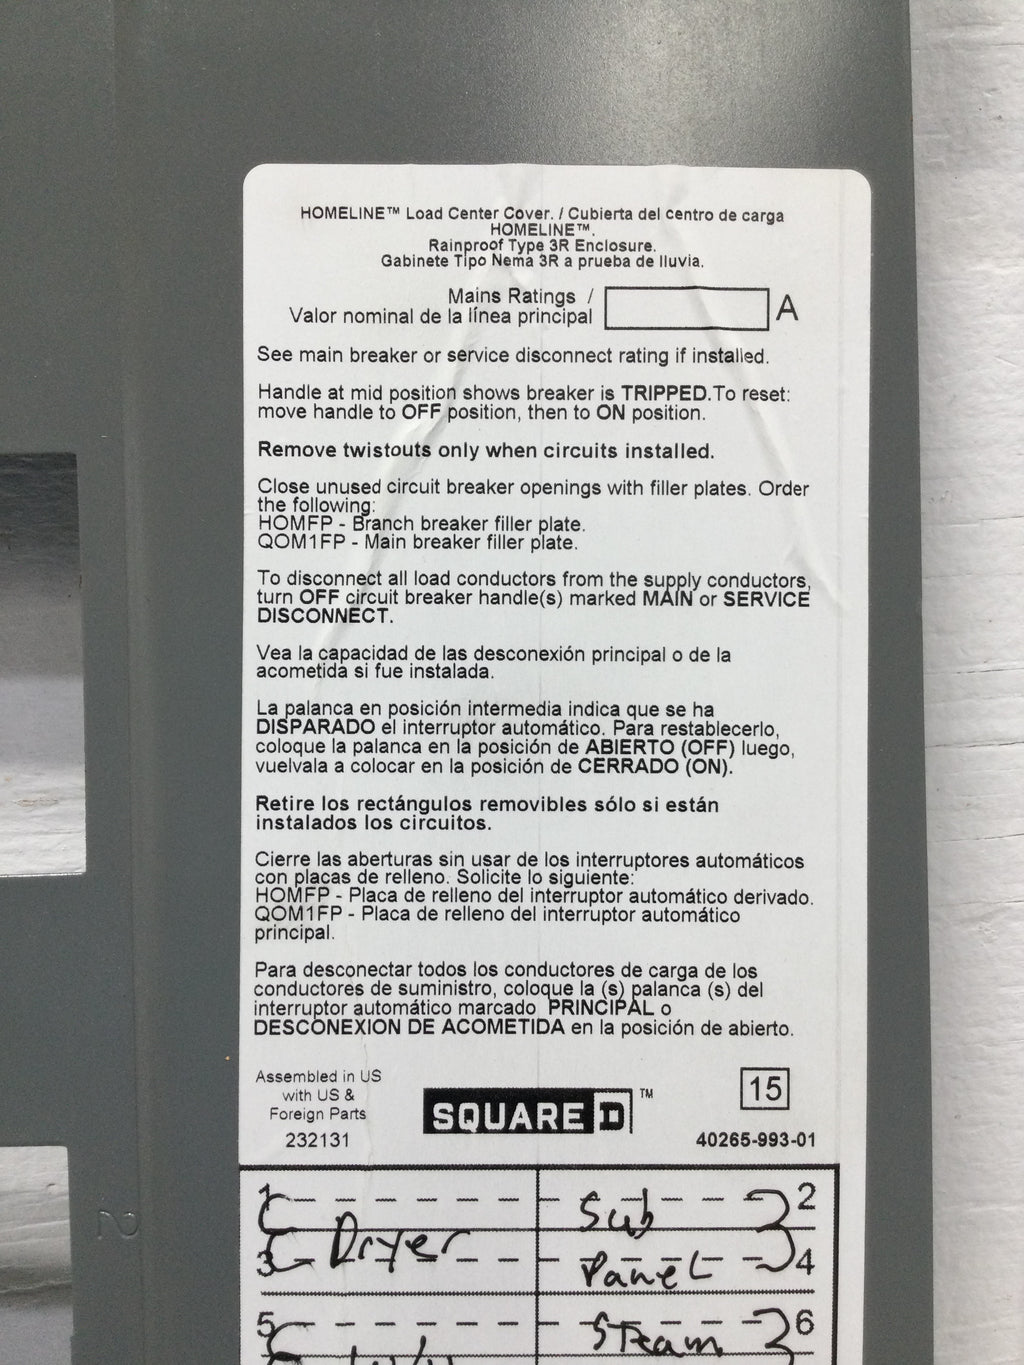 HOMELINE™ Load Center Cover. / Cubierta del centro de carga
HOMELINE™.
Rainproof Type 3R Enclosure.
Gabinete Tipo Nema 3R a prueba de lluvia.
Mains Ratings /
Valor nominal de la línea principal
A
See main breaker or service disconnect rating if installed.
Handle at mid position shows breaker is TRIPPED.To reset:
move handle to OFF position, then to ON position.
Remove twistouts only when circuits installed.
Close unused circuit breaker openings with filler plates. Order
the following:
HOMFP - Branch breaker filler plate.
QOM1FP - Main breaker filler plate.
To disconnect all load conductors from the supply conductors,
turn OFF circuit breaker handle(s) marked MAIN or SERVICE
DISCONNECT.
Vea la capacidad de las desconexión principal o de la
acometida si fue instalada.
La palanca en posición intermedia indica que se ha
DISPARADO el interruptor automático. Para restablecerlo,
coloque la palanca en la posición de ABIERTO (OFF) luego,
vuelvala a colocar en la posición de CERRADO (ON).
Retire los rectángulos removibles sólo si están
instalados los circuitos.
Cierre las aberturas sin usar de los interruptores automáticos
con placas de relleno. Solicite lo siguiente:
HOMFP - Placa de relleno del interruptor automático derivado.
QOM1FP - Placa de relleno del interruptor automático
principal.
Para desconectar todos los conductores de carga de los
conductores de suministro, coloque la (s) palanca (s) del
interruptor automático marcado PRINCIPAL o
DESCONEXION DE ACOMETIDA en la posición de abierto.
Assembled in US
with US &
Foreign Parts
232131
SQUARE D™
15
40265-993-01
1 Sub 2
Dryer
3 Panel 4
5 Steam 6
2